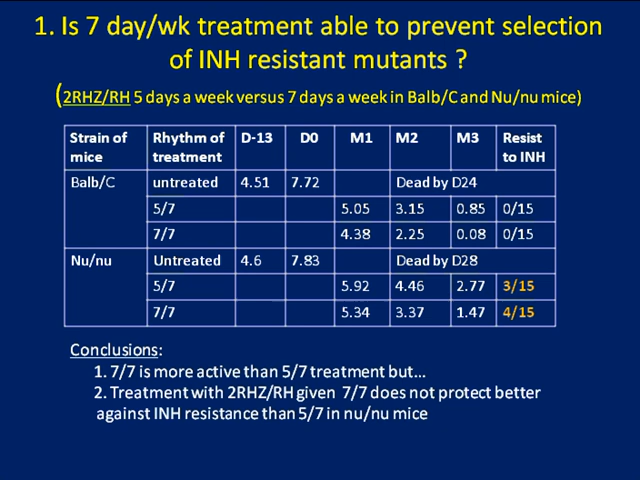 1. Is 7 day/wk treatment able to prevent selection
of INH resistant mutants ?
(2RHZ/RH 5 days a week versus 7 days a week in Balb/C and Nu/nu mice)
Strain of mice Rhythm of treatment D-13 D0 M1 M2 M3 Resist to INH
Balb/C untreated 4.51 7.72 Dead by D24
5/7 5.05 3.15 0.85 0/15
7/7 4.38 2.25 0.08 0/15
Nu/nu Untreated 4.6 7.83 Dead by D28
5/7 5.92 4.46 2.77 3/15
7/7 5.34 3.37 1.47 4/15
Conclusions:
1. 7/7 is more active than 5/7 treatment but...
2. Treatment with 2RHZ/RH given 7/7 does not protect better
against INH resistance than 5/7 in nu/nu mice